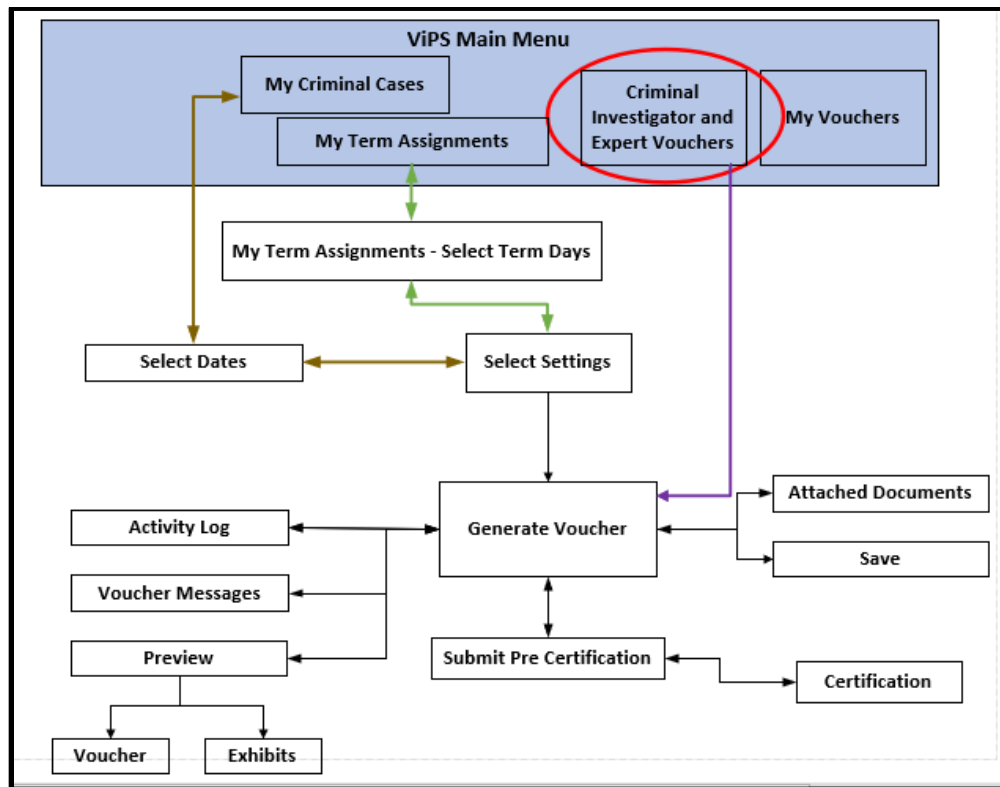 ViPS Main Menu
My Criminal Cases
My Term Assignments
Criminal
Investigator and
Expert Vouchers
My Vouchers
My Term Assignments - Select Term Days
Select Dates
Select Settings
Generate Voucher
Attached Documents
Save
Activity Log
Voucher Messages
Preview
Submit Pre Certification
Certification
Voucher
Exhibits